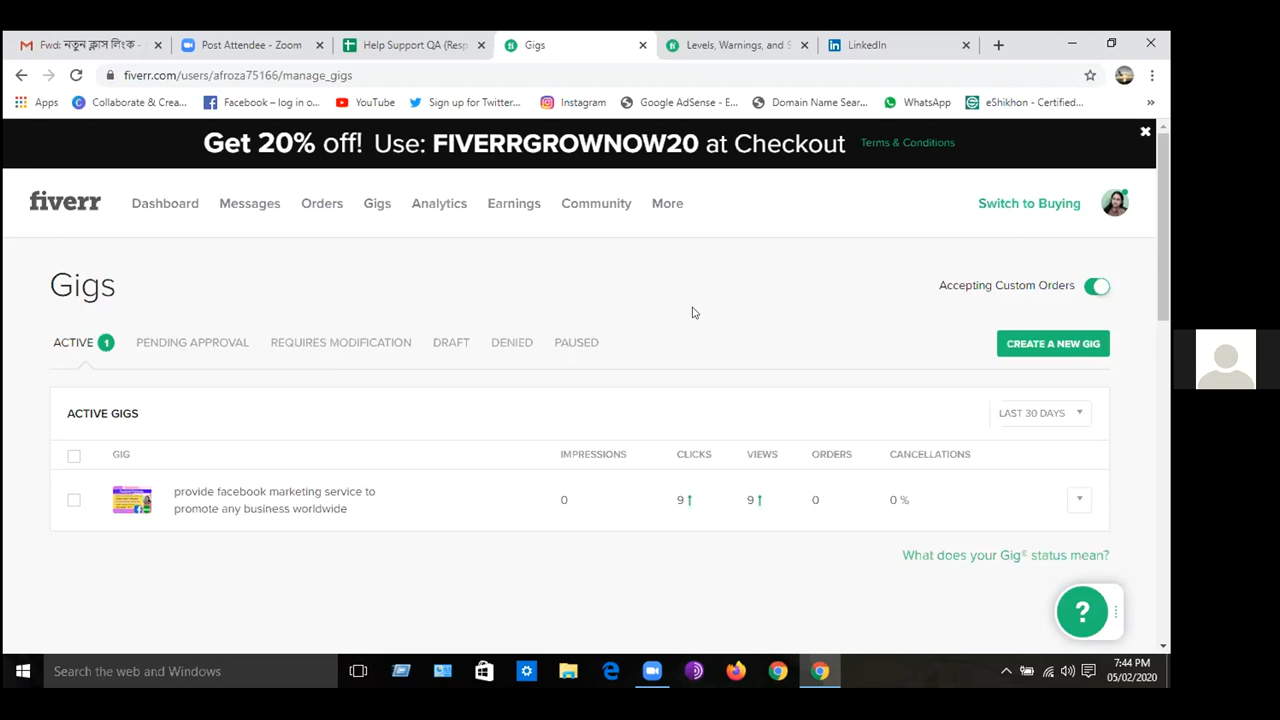 Fwd: নতুন ক্লাস লিংক -
Post Attendee - Zoom
Help Support QA (Resp
Gigs
Levels, Warnings, and S
LinkedIn
fiverr.com/users/afroza75166/manage_gigs
Apps
Collaborate & Crea...
Facebook – log in o...
YouTube
Sign up for Twitter...
Instagram
Google AdSense - E...
Domain Name Sear...
WhatsApp
eShikhon - Certified...
Get 20% off! Use: FIVERRGROWNOW20 at Checkout
Terms & Conditions
fiverr
Dashboard
Messages
Orders
Gigs
Analytics
Earnings
Community
More
Switch to Buying
Gigs
Accepting Custom Orders
ACTIVE 1
PENDING APPROVAL
REQUIRES MODIFICATION
DRAFT
DENIED
PAUSED
CREATE A NEW GIG
ACTIVE GIGS
LAST 30 DAYS
GIG
IMPRESSIONS
CLICKS
VIEWS
ORDERS
CANCELLATIONS
provide facebook marketing service to
promote any business worldwide
0
9
9
0
0 %
What does your Gig® status mean?
?
Search the web and Windows
7:44 PM
05/02/2020